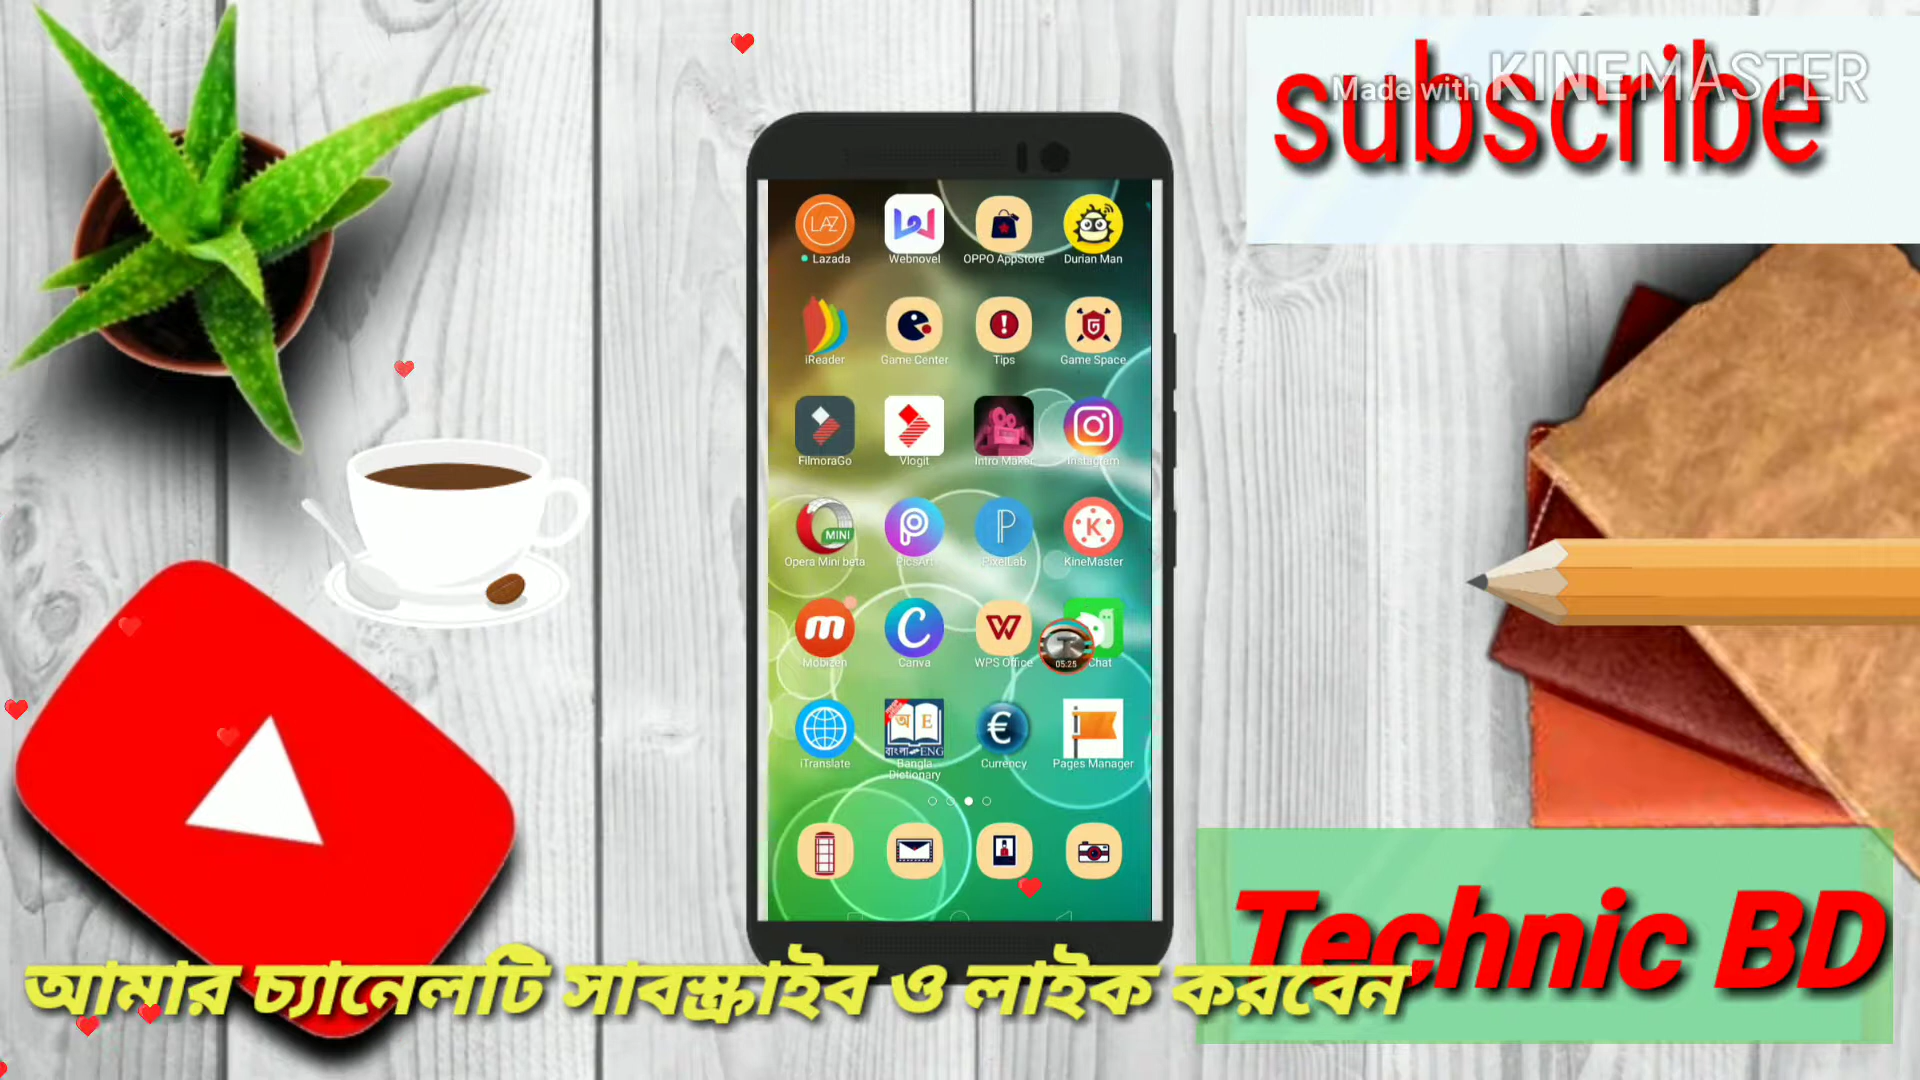 subscribe
Made with KINEMASTER
LAZ
Lazada
Webnovel
OPPO AppStore
Durian Man
iReader
Game Center
Tips
Game Space
FilmoraGo
Vlogit
Intro Maker
Instagram
MINI
Opera Mini beta
PicsArt
PixelLab
KineMaster
Mobizen
Canva
WPS Office
05:25
Chat
অ E
বাংলা ENG
iTranslate
Bangla Dictionary
Currency
Pages Manager
Technic BD
আমার চ্যানেলটি সাবস্ক্রাইব ও লাইক করবেন